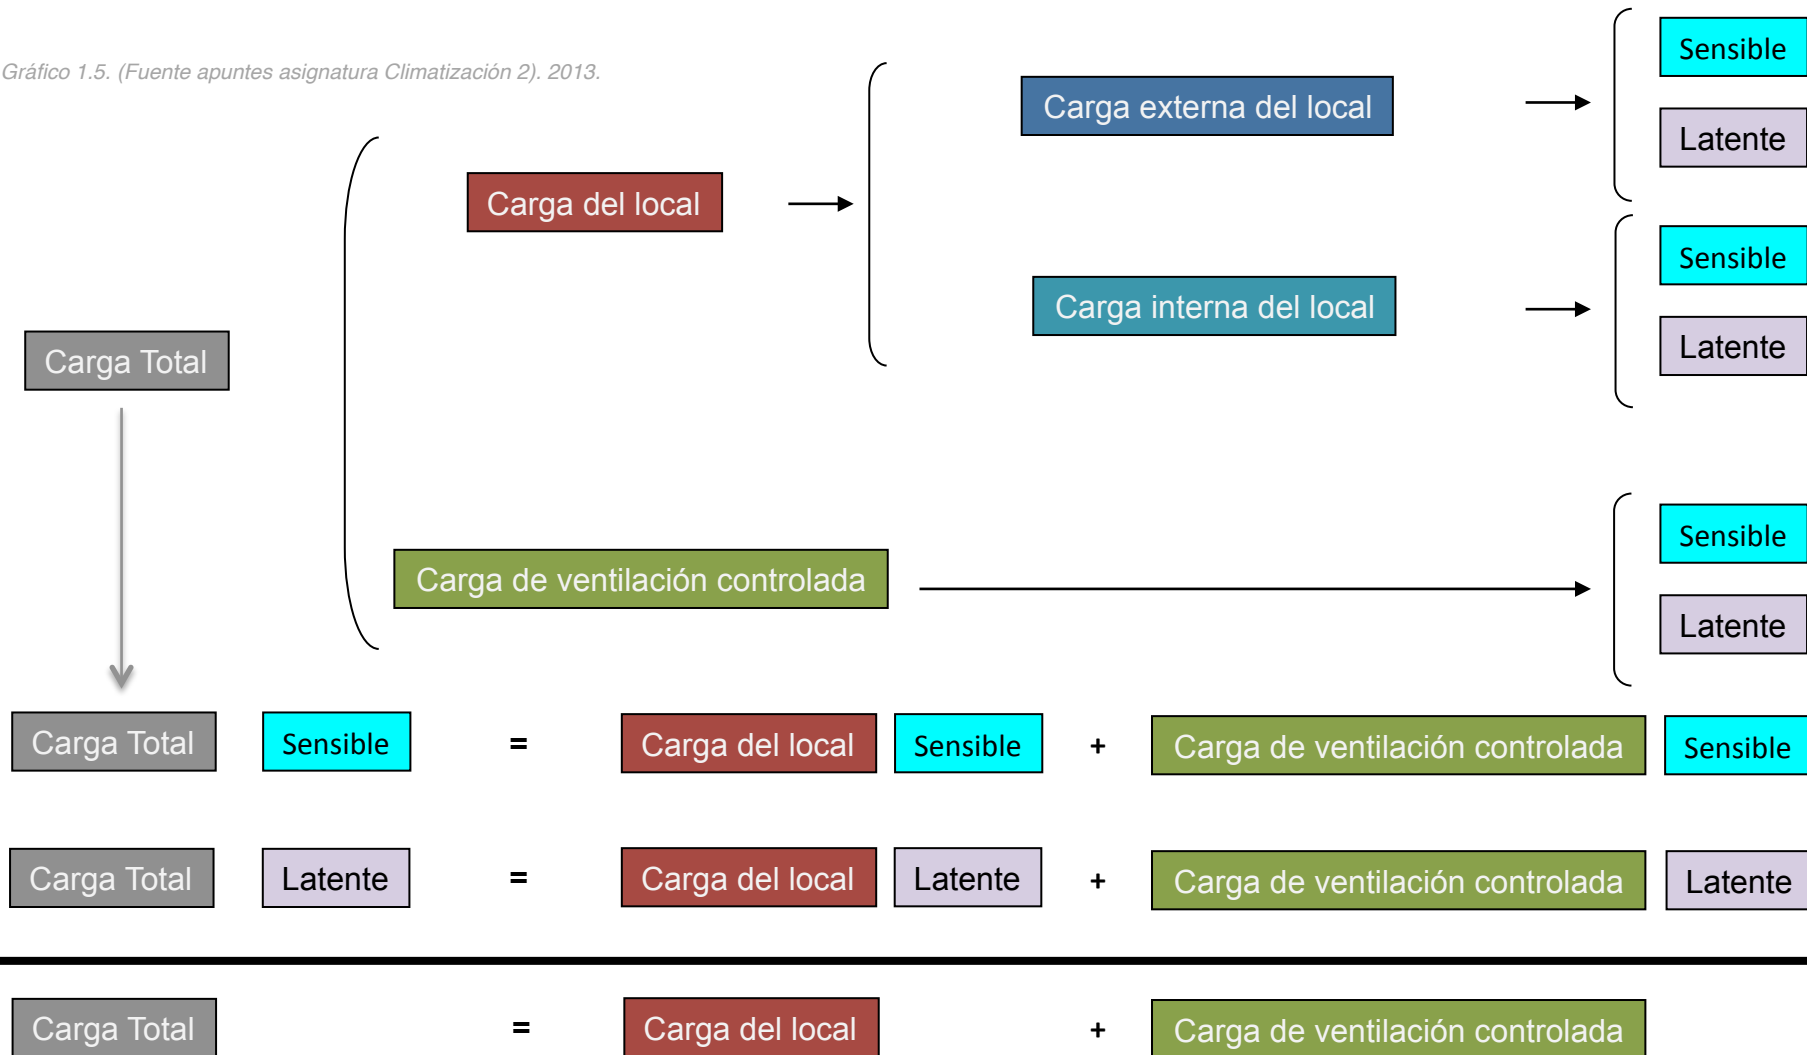 Gráfico 1.5. (Fuente apuntes asignatura Climatización 2). 2013.
Sensible
Carga externa del local
Latente
Carga del local
Sensible
Carga interna del local
Latente
Carga Total
Sensible
Carga de ventilación controlada
Latente
Carga Total Sensible = Carga del local Sensible + Carga de ventilación controlada Sensible
Carga Total Latente = Carga del local Latente + Carga de ventilación controlada Latente
Carga Total = Carga del local + Carga de ventilación controlada